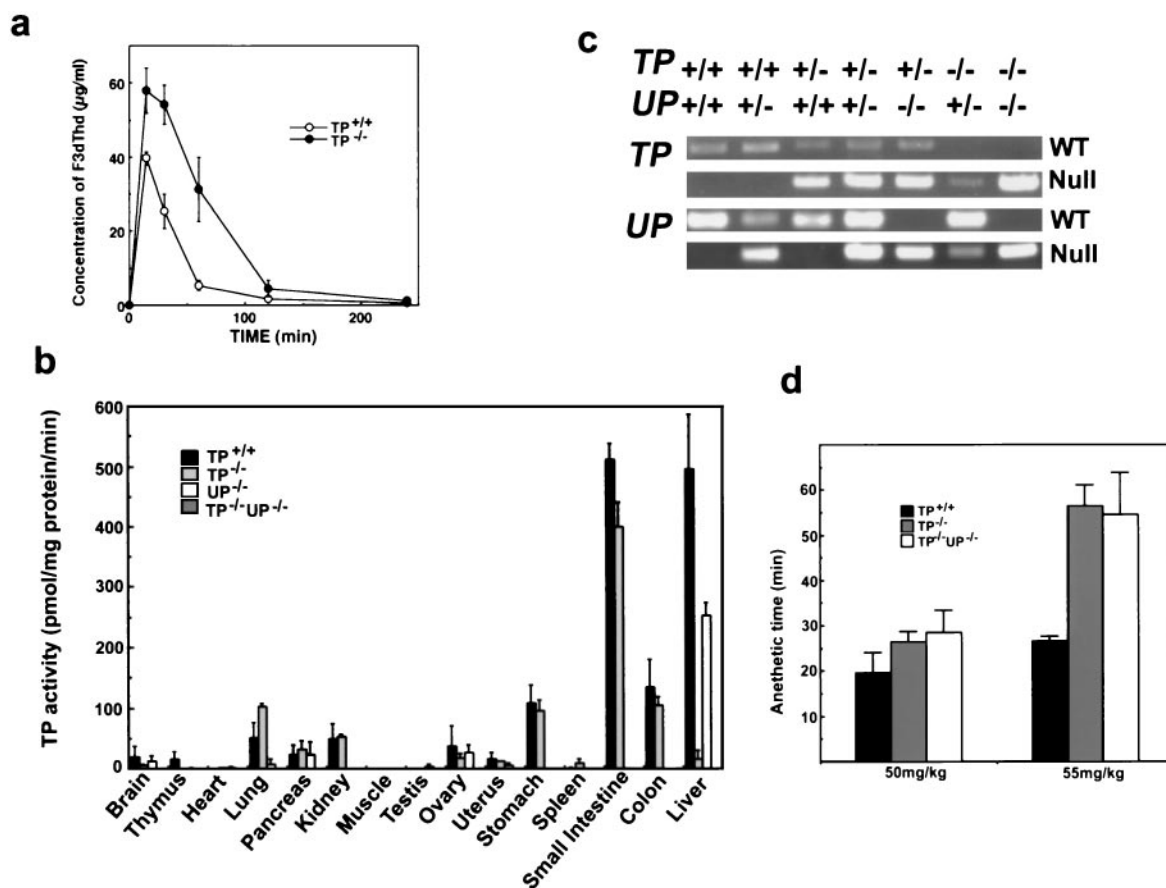 a
Concentration of F3dThd (µg/ml)
60
40
20
0
TP+/+
TP-/-
0 100 200
TIME (min)
c
TP +/+ +/+ +/- +/- +/- -/- -/-
UP +/+ +/- +/+ +/- -/- +/- -/-
TP WT
Null
UP WT
Null
b
TP activity (pmol/mg protein/min)
600
500
400
300
200
100
0
TP+/+
TP-/-
UP-/-
TP-/-UP-/-
Brain
Thymus
Heart
Lung
Pancreas
Kidney
Muscle
Testis
Ovary
Uterus
Stomach
Spleen
Small Intestine
Colon
Liver
d
Anethetic time (min)
60
50
40
30
20
10
TP+/+
TP-/-
TP-/-UP-/-
50mg/kg 55mg/kg